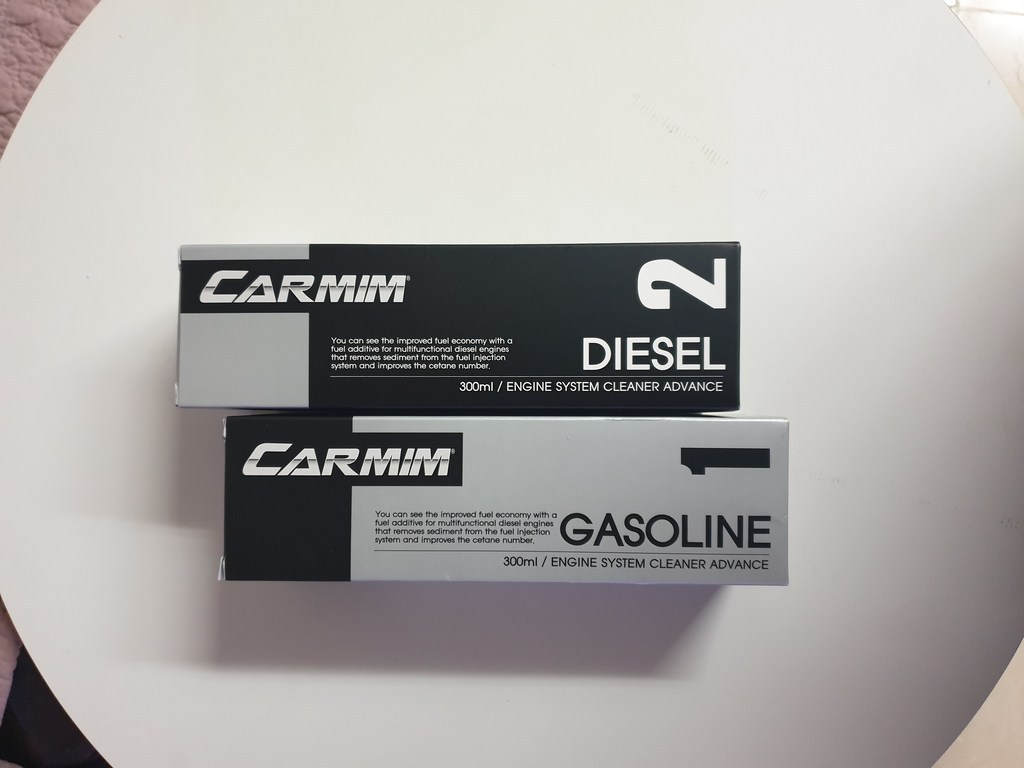 CARMIM®
2
You can see the improved fuel economy with a
fuel additive for multifunctional diesel engines
that removes sediment from the fuel injection
system and improves the cetane number.
DIESEL
300ml / ENGINE SYSTEM CLEANER ADVANCE
CARMIM®
1
You can see the improved fuel economy with a
fuel additive for multifunctional diesel engines
that removes sediment from the fuel injection
system and improves the cetane number.
GASOLINE
300ml / ENGINE SYSTEM CLEANER ADVANCE